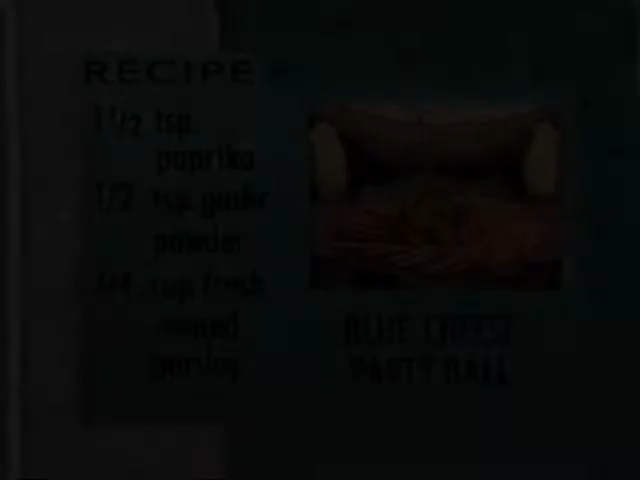 RECIPE
1 1/2 tsp.
paprika
1/2 tsp. garlic
powder
1/4 cup fresh
minced
parsley
BLUE CHEESE
PARTY BALL